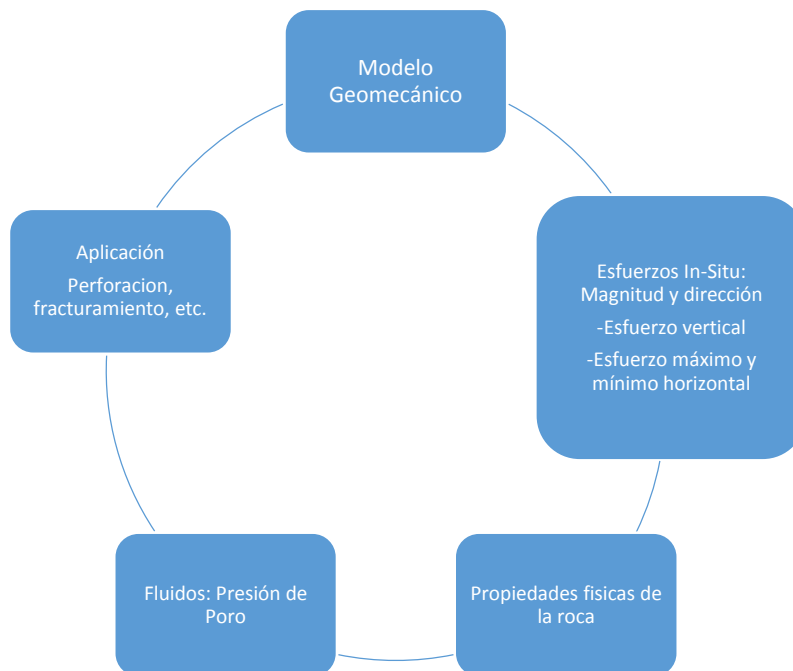 Modelo
Geomecánico
Esfuerzos In-Situ:
Magnitud y dirección
-Esfuerzo vertical
-Esfuerzo máximo y
mínimo horizontal
Propiedades fisicas de
la roca
Fluidos: Presión de
Poro
Aplicación
Perforacion,
fracturamiento, etc.